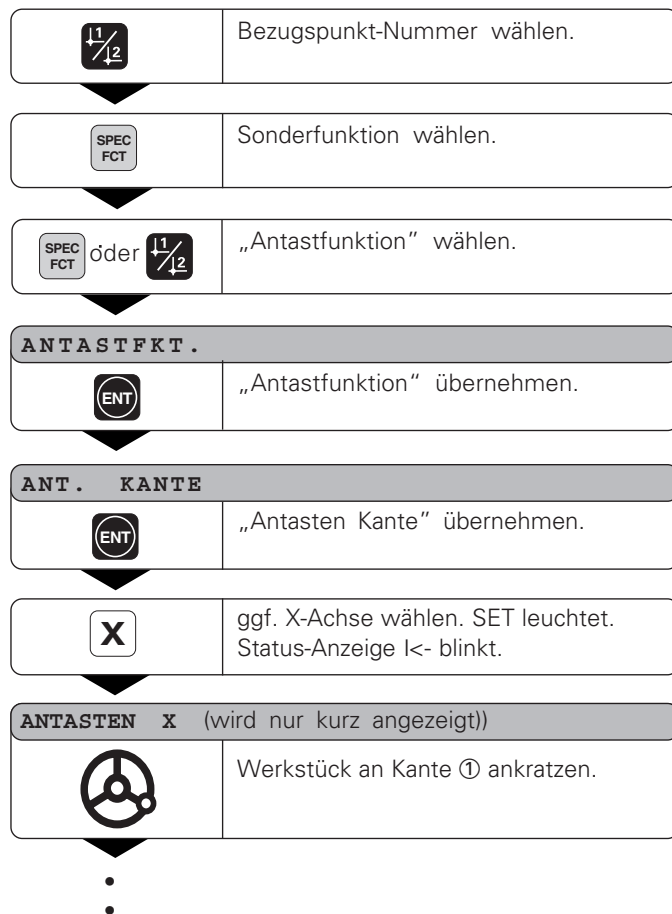 1 2
Bezugspunkt-Nummer wählen.
SPEC
FCT
Sonderfunktion wählen.
SPEC
FCT
oder
1 2
„Antastfunktion" wählen.
ANTASTFKT.
ENT
„Antastfunktion“ übernehmen.
ANT. KANTE
ENT
„Antasten Kante” übernehmen.
X
ggf. X-Achse wählen. SET leuchtet.
Status-Anzeige I<- blinkt.
ANTASTEN X (wird nur kurz angezeigt))
Werkstück an Kante ① ankratzen.